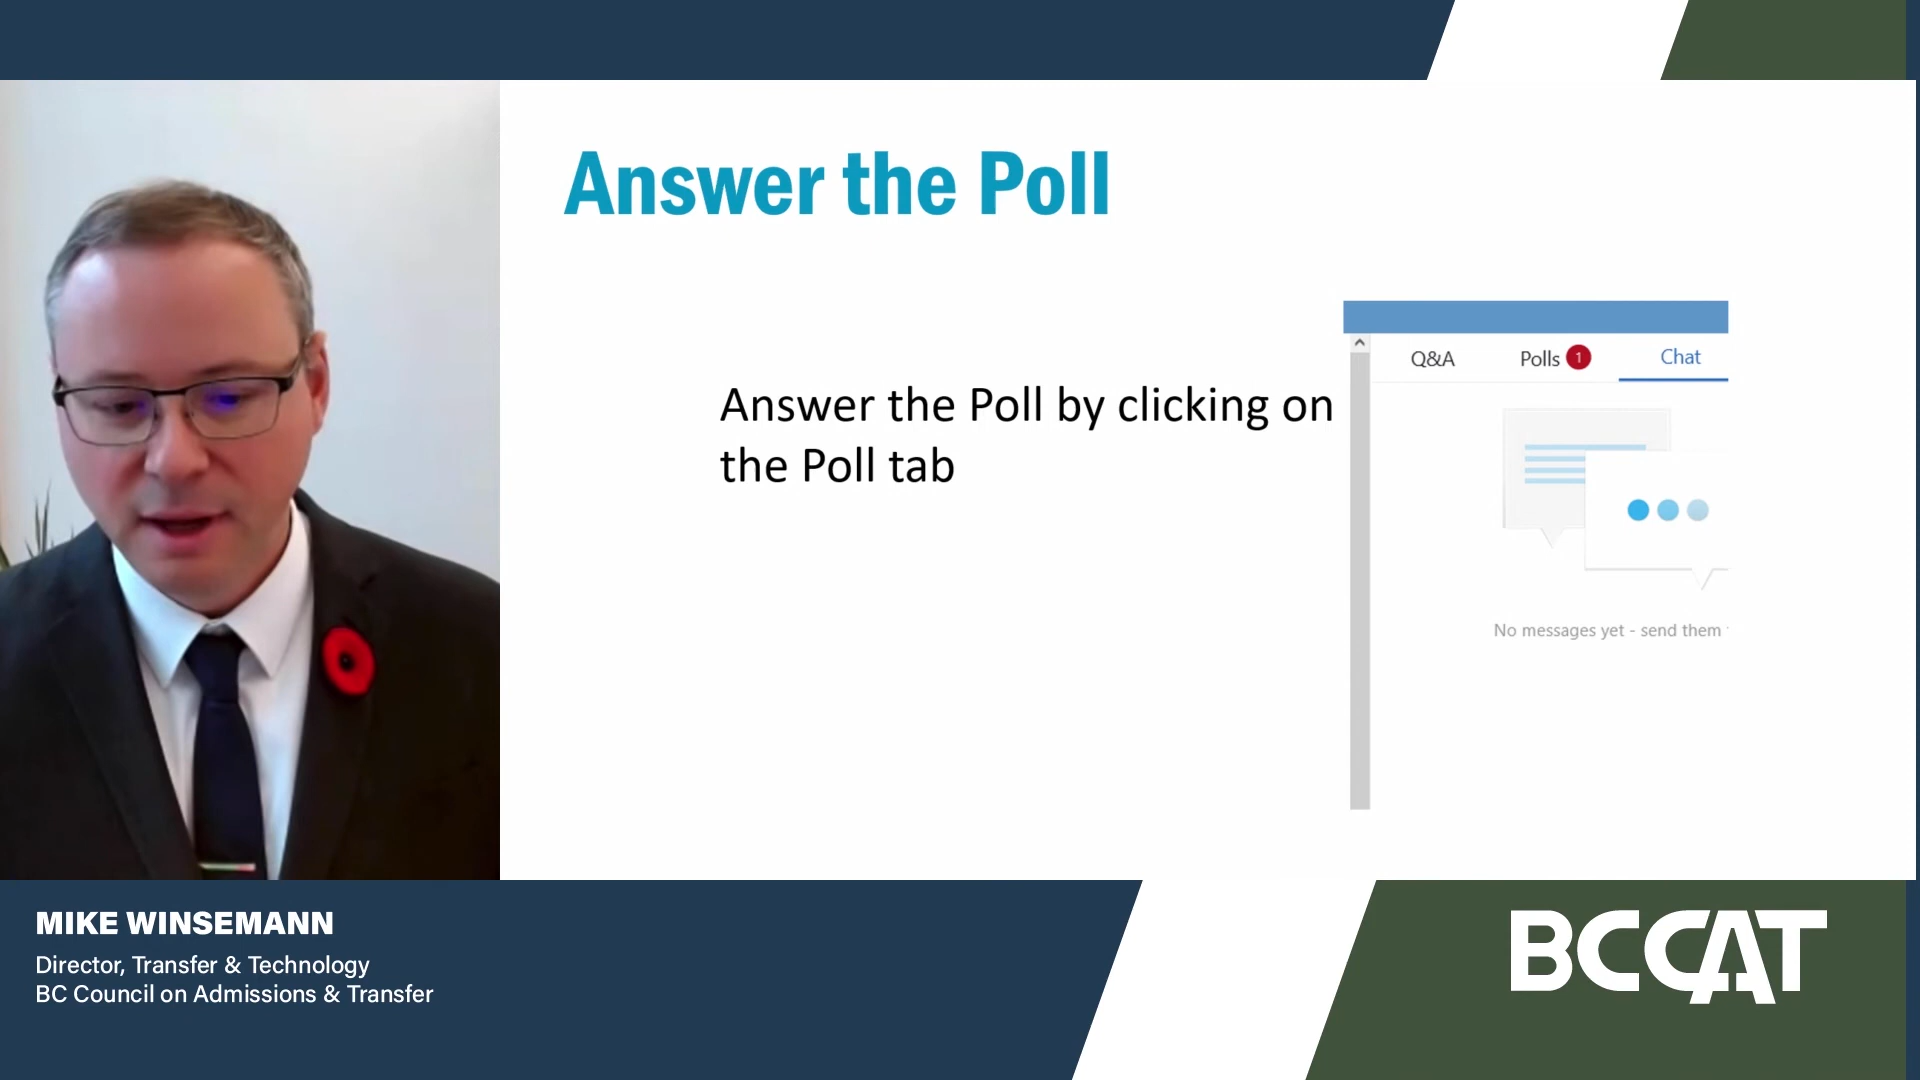 Answer the Poll
Answer the Poll by clicking on
the Poll tab
Q&A Polls 1 Chat
No messages yet - send them
MIKE WINSEMANN
Director, Transfer & Technology
BC Council on Admissions & Transfer
BCCAT